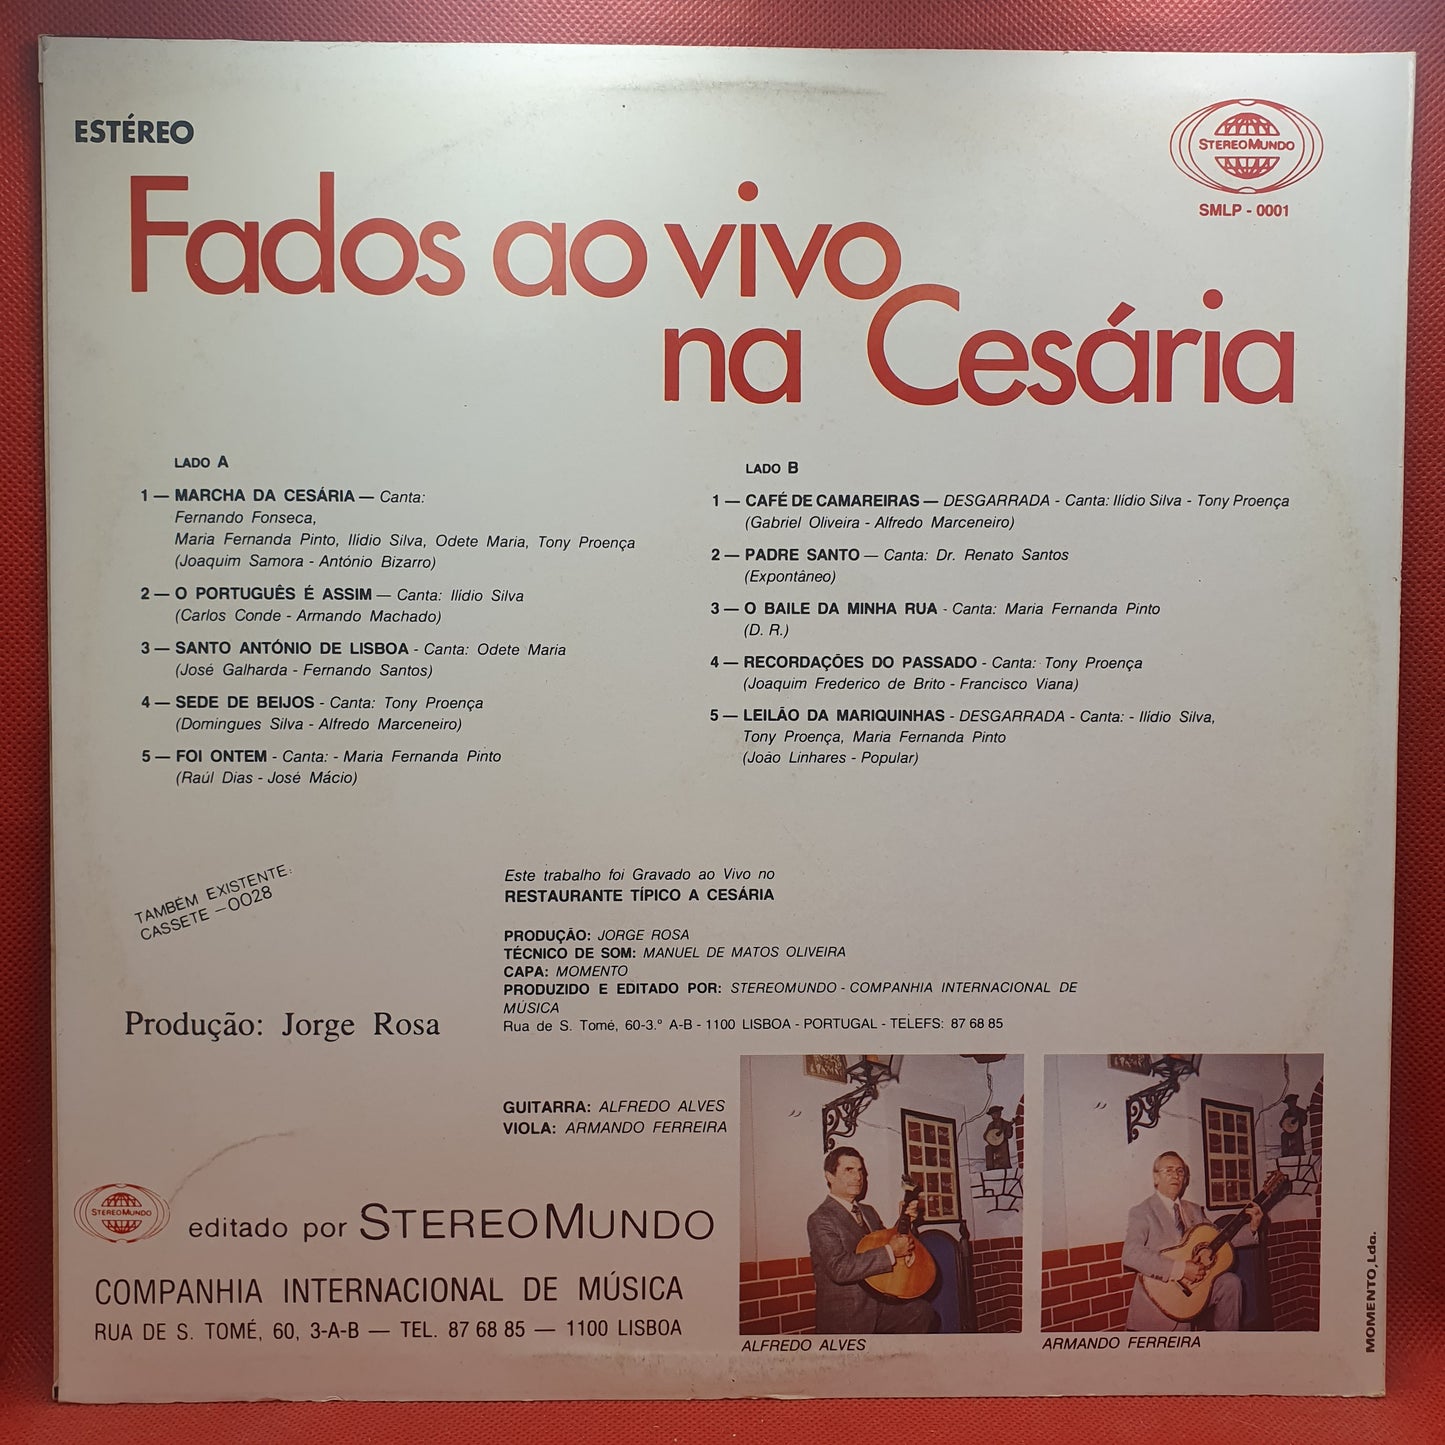 ESTÉREO
STEREOMUNDO
SMLP - 0001
Fados ao vivo
na Cesária
LADO A
1 — MARCHA DA CESÁRIA — Canta:
Fernando Fonseca,
Maria Fernanda Pinto, Ilídio Silva, Odete Maria, Tony Proença
(Joaquim Samora - António Bizarro)
2 — O PORTUGUÊS É ASSIM — Canta: Ilídio Silva
(Carlos Conde - Armando Machado)
3 — SANTO ANTÓNIO DE LISBOA - Canta: Odete Maria
(José Galharda - Fernando Santos)
4 — SEDE DE BEIJOS - Canta: Tony Proença
(Domingues Silva - Alfredo Marceneiro)
5 — FOI ONTEM - Canta: - Maria Fernanda Pinto
(Raúl Dias - José Mácio)
LADO B
1 — CAFÉ DE CAMAREIRAS — DESGARRADA - Canta: Ilídio Silva - Tony Proença
(Gabriel Oliveira - Alfredo Marceneiro)
2 — PADRE SANTO — Canta: Dr. Renato Santos
(Expontâneo)
3 — O BAILE DA MINHA RUA - Canta: Maria Fernanda Pinto
(D. R.)
4 — RECORDAÇÕES DO PASSADO - Canta: Tony Proença
(Joaquim Frederico de Brito - Francisco Viana)
5 — LEILÃO DA MARIQUINHAS - DESGARRADA - Canta: - Ilídio Silva,
Tony Proença, Maria Fernanda Pinto
(João Linhares - Popular)
TAMBÉM EXISTENTE:
CASSETE - 0028
Este trabalho foi Gravado ao Vivo no
RESTAURANTE TÍPICO A CESÁRIA
PRODUÇÃO: JORGE ROSA
TÉCNICO DE SOM: MANUEL DE MATOS OLIVEIRA
CAPA: MOMENTO
PRODUZIDO E EDITADO POR: STEREOMUNDO - COMPANHIA INTERNACIONAL DE
MÚSICA
Rua de S. Tomé, 60-3.º A-B - 1100 LISBOA - PORTUGAL - TELEFS: 87 68 85
Produção: Jorge Rosa
GUITARRA: ALFREDO ALVES
VIOLA: ARMANDO FERREIRA
STEREOMUNDO
editado por STEREOMUNDO
COMPANHIA INTERNACIONAL DE MÚSICA
RUA DE S. TOMÉ, 60, 3-A-B — TEL. 87 68 85 — 1100 LISBOA
ALFREDO ALVES
ARMANDO FERREIRA
MOMENTO, Lda.